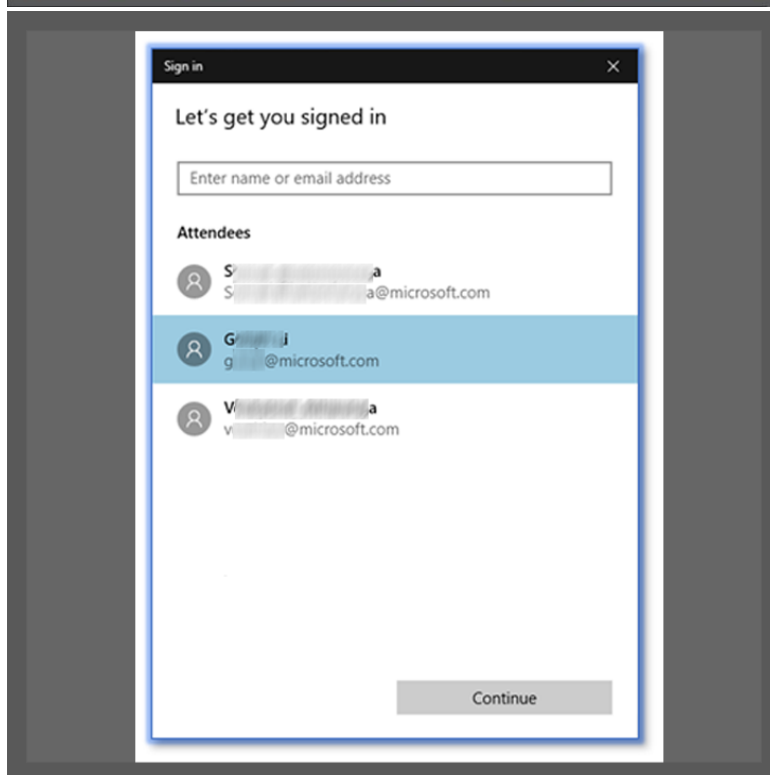 Sign in
Let's get you signed in
Enter name or email address
Attendees
@microsoft.com
@microsoft.com
@microsoft.com
Continue